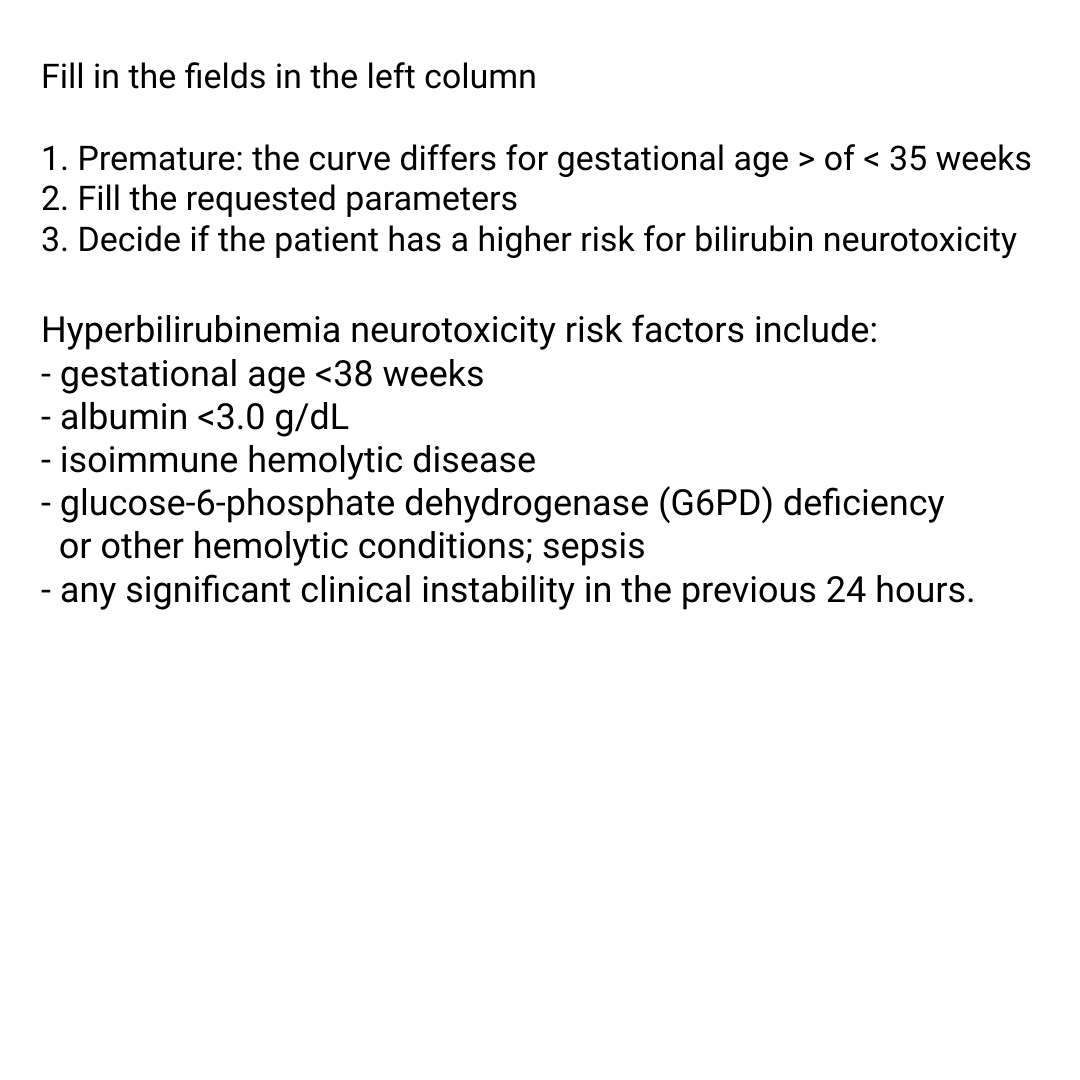 Fill in the fields in the left column
1. Premature: the curve differs for gestational age > of < 35 weeks
2. Fill the requested parameters
3. Decide if the patient has a higher risk for bilirubin neurotoxicity
Hyperbilirubinemia neurotoxicity risk factors include:
- gestational age <38 weeks
- albumin <3.0 g/dL
- isoimmune hemolytic disease
- glucose-6-phosphate dehydrogenase (G6PD) deficiency
or other hemolytic conditions; sepsis
- any significant clinical instability in the previous 24 hours.